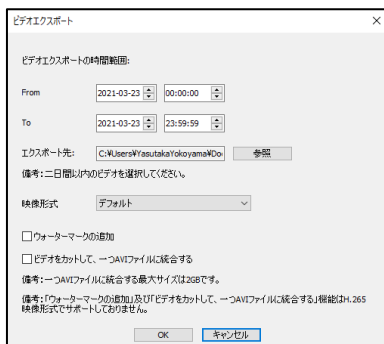 ビデオエクスポート
ビデオエクスポートの時間範囲:
From 2021-03-23 00:00:00
To 2021-03-23 23:59:59
エクスポート先: C:¥Users¥YasutakaYokoyama¥Do 参照
備考:二日間以内のビデオを選択してください。
映像形式 デフォルト
ウォーターマークの追加
ビデオをカットして、一つAVIファイルに統合する
備考:一つAVIファイルに統合する最大サイズは2GBです。
備考:「ウォーターマークの追加」及び「ビデオをカットして、一つAVIファイルに統合する」機能はH.265
映像形式でサポートしておりません。
OK キャンセル